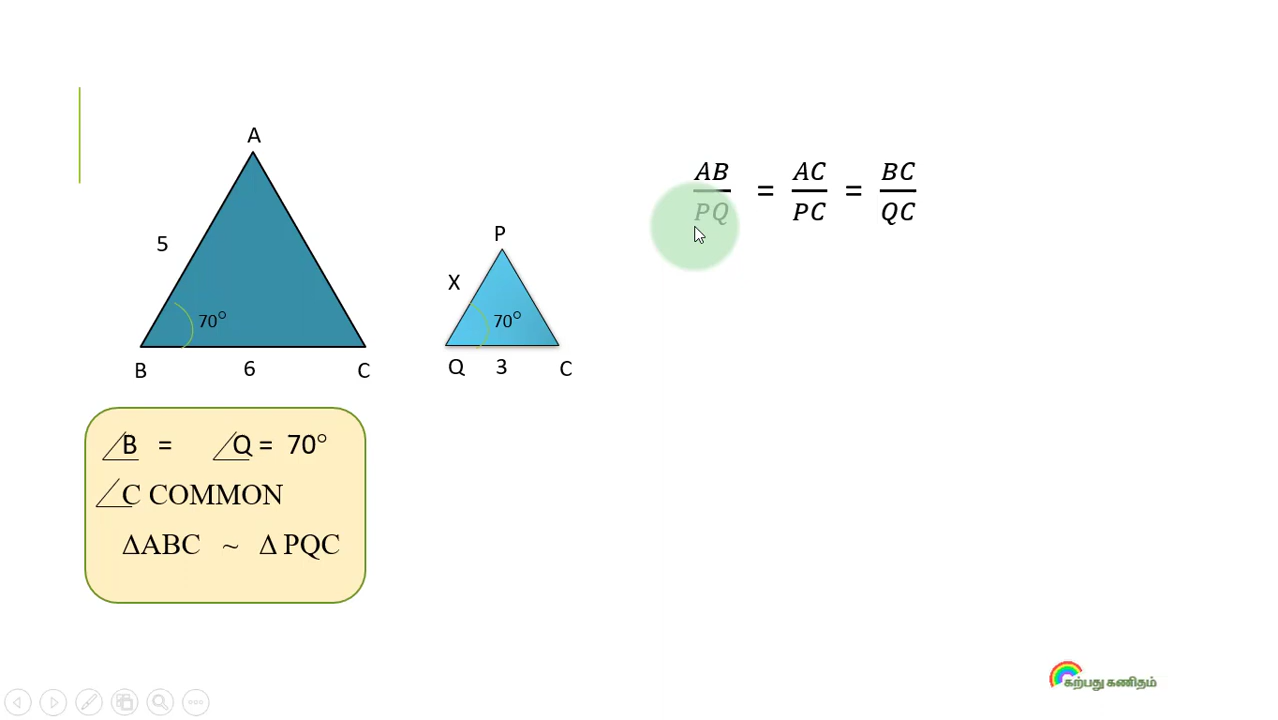 A
5
70°
B 6 C
P
X
70°
Q 3 C
AB/PQ = AC/PC = BC/QC
∠B = ∠Q = 70°
∠C COMMON
ΔABC ~ Δ PQC
கற்பது கணிதம்